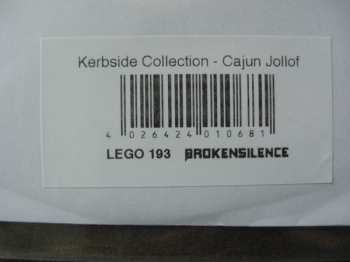 Kerbside Collection - Cajun Jollof
4 026424 010681
LEGO 193 BROKENSILENCE